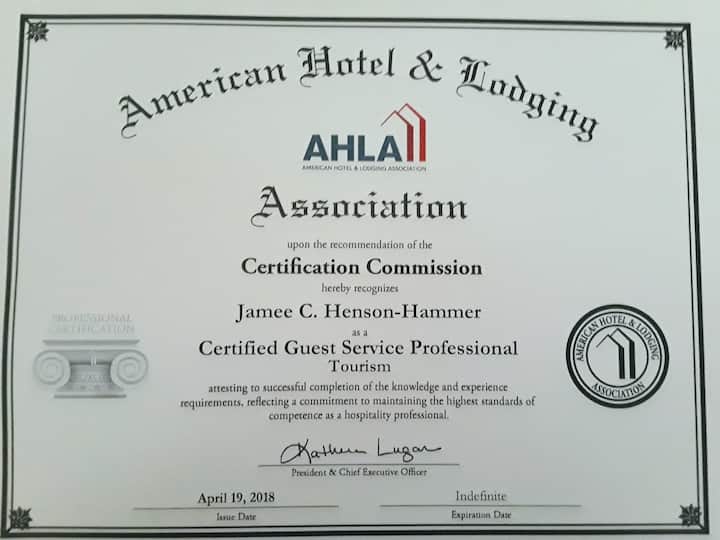 American Hotel & Lodging
AHLA
AMERICAN HOTEL & LODGING ASSOCIATION
Association
upon the recommendation of the
Certification Commission
hereby recognizes
Jamee C. Henson-Hammer
as a
Certified Guest Service Professional
Tourism
attesting to successful completion of the knowledge and experience
requirements, reflecting a commitment to maintaining the highest standards of
competence as a hospitality professional.
PROFESSIONAL
CERTIFICATION
AMERICAN HOTEL & LODGING
ASSOCIATION
Katherine Lugar
President & Chief Executive Officer
April 19, 2018
Issue Date
Indefinite
Expiration Date